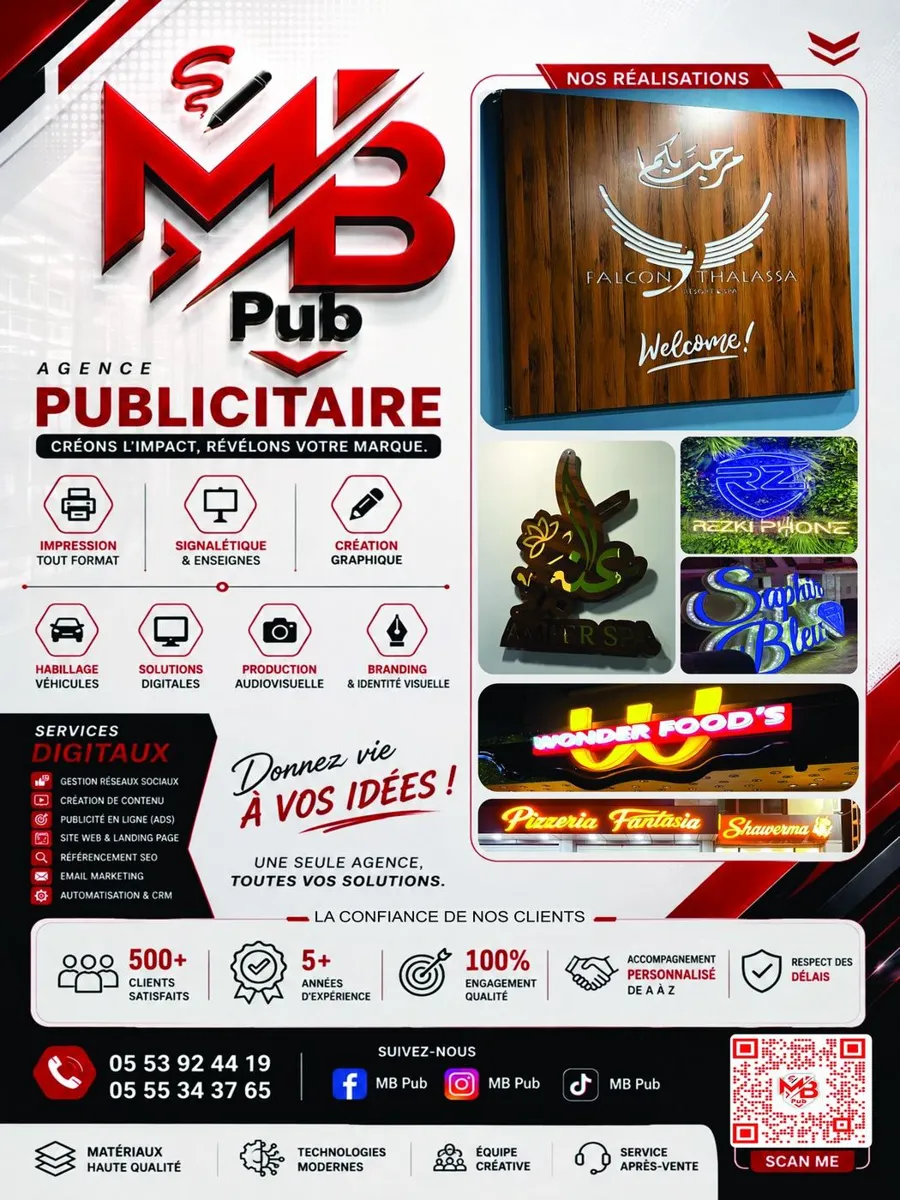 MB
Pub
AGENCE
PUBLICITAIRE
CRÉONS L'IMPACT, RÉVÉLONS VOTRE MARQUE.
IMPRESSION
TOUT FORMAT
SIGNALÉTIQUE
& ENSEIGNES
CRÉATION
GRAPHIQUE
HABILLAGE
VÉHICULES
SOLUTIONS
DIGITALES
PRODUCTION
AUDIOVISUELLE
BRANDING
& IDENTITÉ VISUELLE
SERVICES
DIGITAUX
GESTION RÉSEAUX SOCIAUX
CRÉATION DE CONTENU
PUBLICITÉ EN LIGNE (ADS)
SITE WEB & LANDING PAGE
RÉFÉRENCEMENT SEO
EMAIL MARKETING
AUTOMATISATION & CRM
Donnez vie
À VOS IDÉES !
UNE SEULE AGENCE,
TOUTES VOS SOLUTIONS.
NOS RÉALISATIONS
مرحبًا بكم
FALCON THALASSA
RESORT & SPA
Welcome!
RZ
REZKI PHONE
Saphir
Bleu
WONDER FOOD'S
Pizzeria Fantasia
Shawerma
LA CONFIANCE DE NOS CLIENTS
500+
CLIENTS
SATISFAITS
5+
ANNÉES
D'EXPÉRIENCE
100%
ENGAGEMENT
QUALITÉ
ACCOMPAGNEMENT
PERSONNALISÉ
DE A À Z
RESPECT DES
DÉLAIS
05 53 92 44 19
05 55 34 37 65
SUIVEZ-NOUS
MB Pub
MB Pub
MB Pub
MB
Pub
SCAN ME
MATÉRIAUX
HAUTE QUALITÉ
TECHNOLOGIES
MODERNES
ÉQUIPE
CRÉATIVE
SERVICE
APRÈS-VENTE